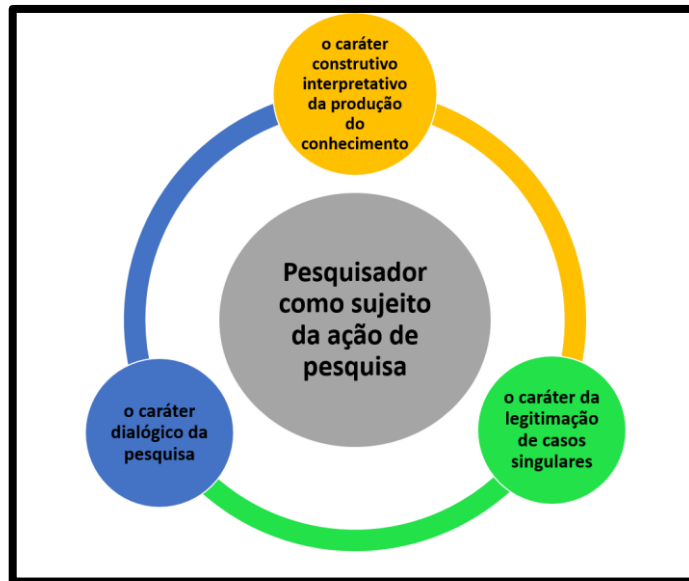 o caráter
construtivo
interpretativo
da produção
do
conhecimento
Pesquisador
como sujeito
da ação de
pesquisa
o caráter
dialógico da
pesquisa
o caráter da
legitimação
de casos
singulares